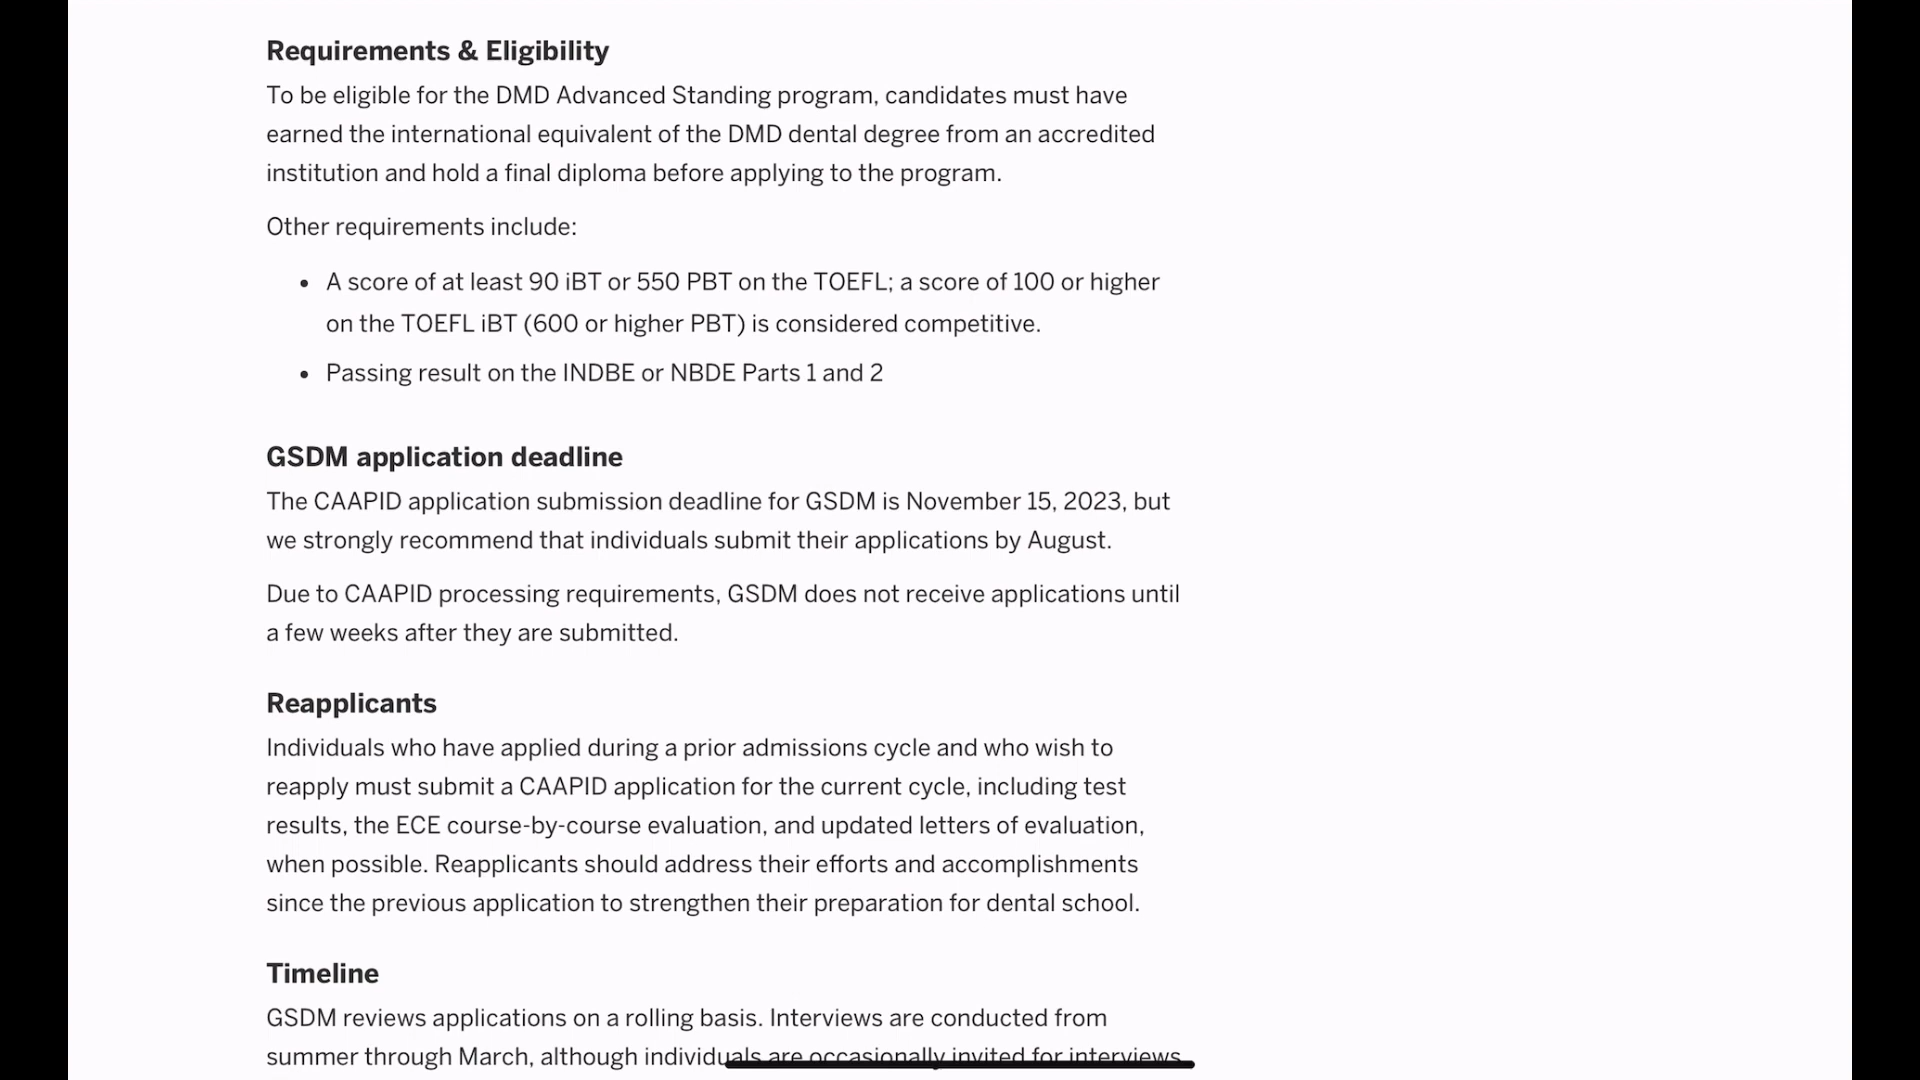 Requirements & Eligibility
To be eligible for the DMD Advanced Standing program, candidates must have
earned the international equivalent of the DMD dental degree from an accredited
institution and hold a final diploma before applying to the program.
Other requirements include:
• A score of at least 90 iBT or 550 PBT on the TOEFL; a score of 100 or higher
on the TOEFL iBT (600 or higher PBT) is considered competitive.
• Passing result on the INDBE or NBDE Parts 1 and 2
GSDM application deadline
The CAAPID application submission deadline for GSDM is November 15, 2023, but
we strongly recommend that individuals submit their applications by August.
Due to CAAPID processing requirements, GSDM does not receive applications until
a few weeks after they are submitted.
Reapplicants
Individuals who have applied during a prior admissions cycle and who wish to
reapply must submit a CAAPID application for the current cycle, including test
results, the ECE course-by-course evaluation, and updated letters of evaluation,
when possible. Reapplicants should address their efforts and accomplishments
since the previous application to strengthen their preparation for dental school.
Timeline
GSDM reviews applications on a rolling basis. Interviews are conducted from
summer through March, although individuals are occasionally invited for interviews